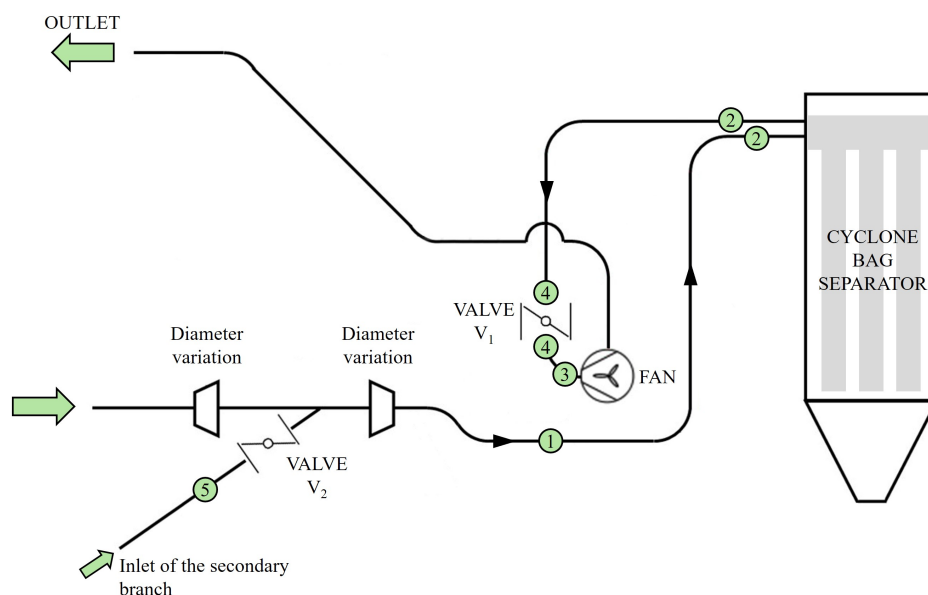 OUTLET
2
2
CYCLONE
BAG
SEPARATOR
4
VALVE
V1
4
3
FAN
Diameter
variation
Diameter
variation
1
VALVE
V2
5
Inlet of the secondary
branch